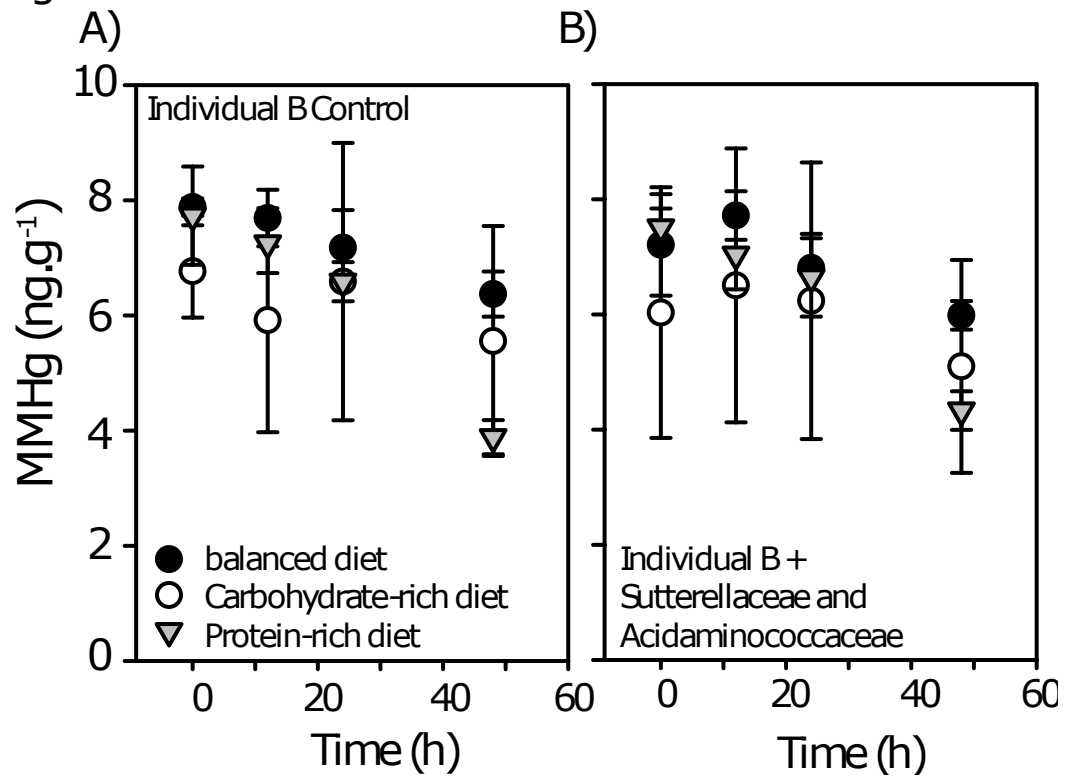 A)
B)
Individual B Control
10
8
6
4
2
0
MMHg (ng.g-1)
balanced diet
Carbohydrate-rich diet
Protein-rich diet
0 20 40 60
Time (h)
Individual B +
Sutterellaceae and
Acidaminococcaceae
0 20 40 60
Time (h)